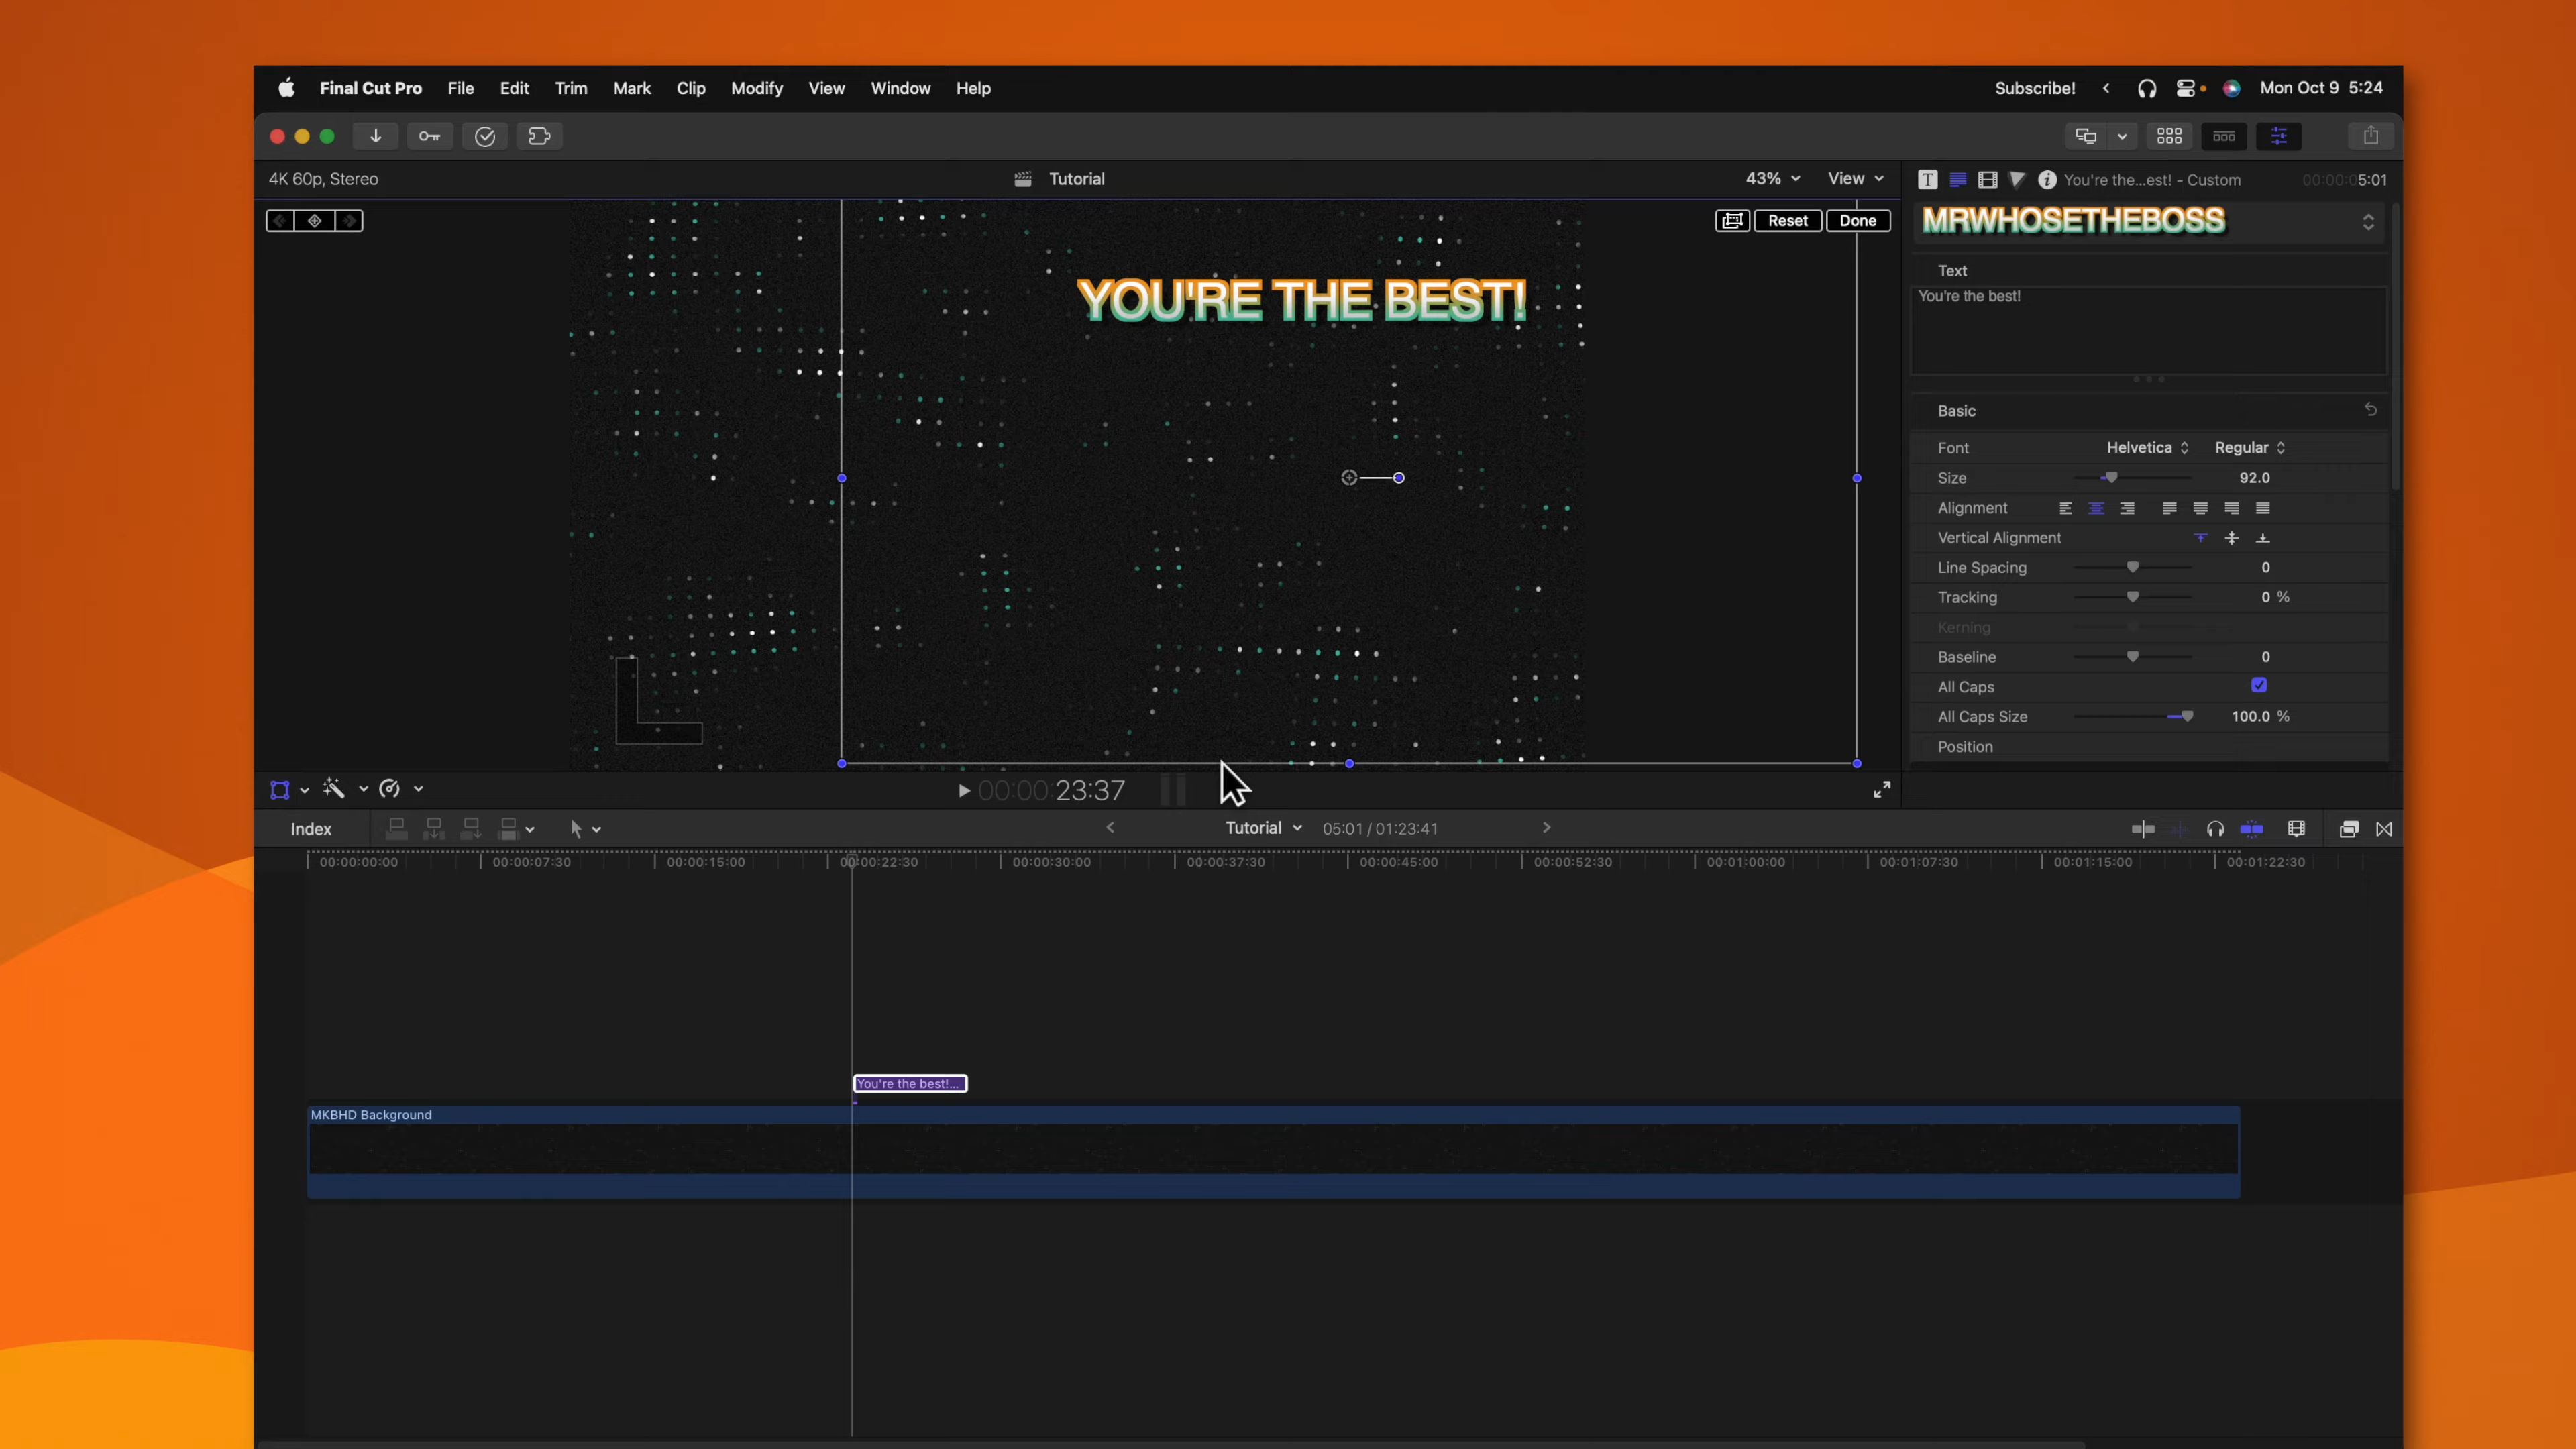 Final Cut Pro File Edit Trim Mark Clip Modify View Window Help Subscribe! Mon Oct 9 5:24
4K 60p, Stereo Tutorial 43% View You're the...est! - Custom 00:00:05:01
Reset Done MRWHOSETHEBOSS
YOU'RE THE BEST!
Text
You're the best!
Basic
Font Helvetica Regular
Size 92.0
Alignment
Vertical Alignment
Line Spacing 0
Tracking 0 %
Kerning
Baseline 0
All Caps
All Caps Size 100.0 %
Position
00:00:23:37
Index Tutorial 05:01 / 01:23:41
00:00:00:00 00:00:07:30 00:00:15:00 00:00:22:30 00:00:30:00 00:00:37:30 00:00:45:00 00:00:52:30 00:01:00:00 00:01:07:30 00:01:15:00 00:01:22:30
You're the best!...
MKBHD Background